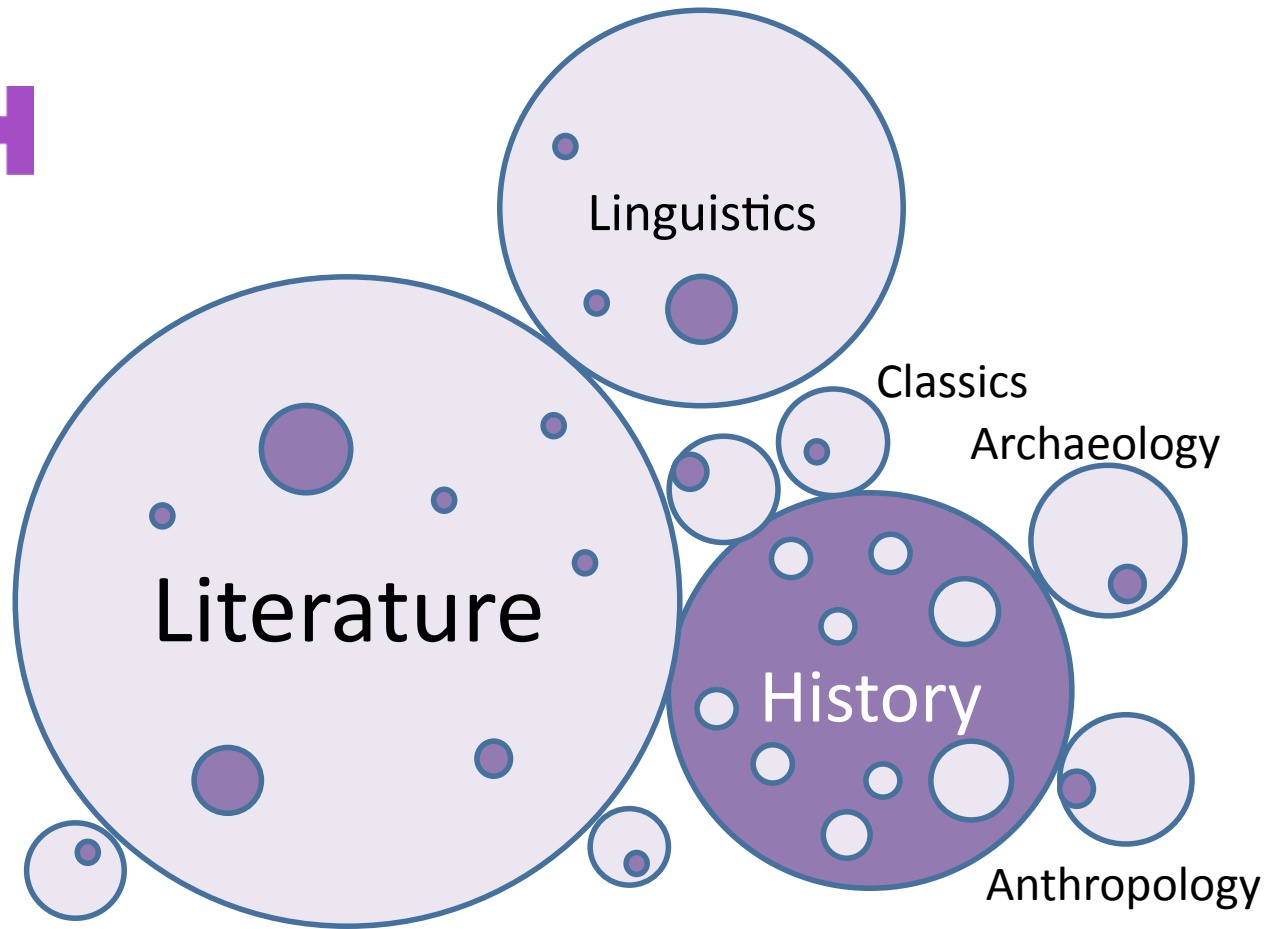 Linguistics
Classics
Archaeology
Literature
History
Anthropology